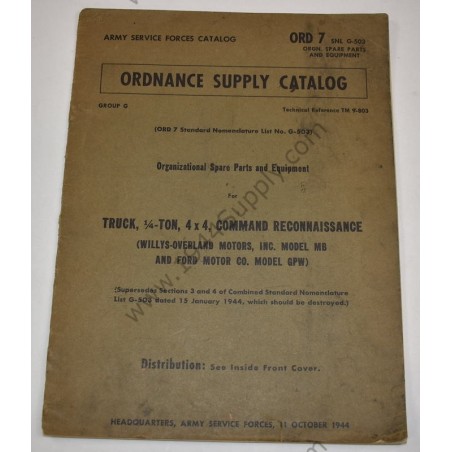 ARMY SERVICE FORCES CATALOG
ORD 7 SNL G-503
ORGN. SPARE PARTS
AND EQUIPMENT
ORDNANCE SUPPLY CATALOG
GROUP G
Technical Reference TM 9-803
(ORD 7 Standard Nomenclature List No. G-503)
Organizational Spare Parts and Equipment
For
TRUCK, ¼-TON, 4 x 4, COMMAND RECONNAISSANCE
(WILLYS-OVERLAND MOTORS, INC. MODEL MB
AND FORD MOTOR CO. MODEL GPW)
(Supersedes Sections 3 and 4 of Combined Standard Nomenclature
List G-503 dated 15 January 1944, which should be destroyed.)
Distribution: See Inside Front Cover.
HEADQUARTERS, ARMY SERVICE FORCES, 11 OCTOBER 1944
www.1944Supply.com